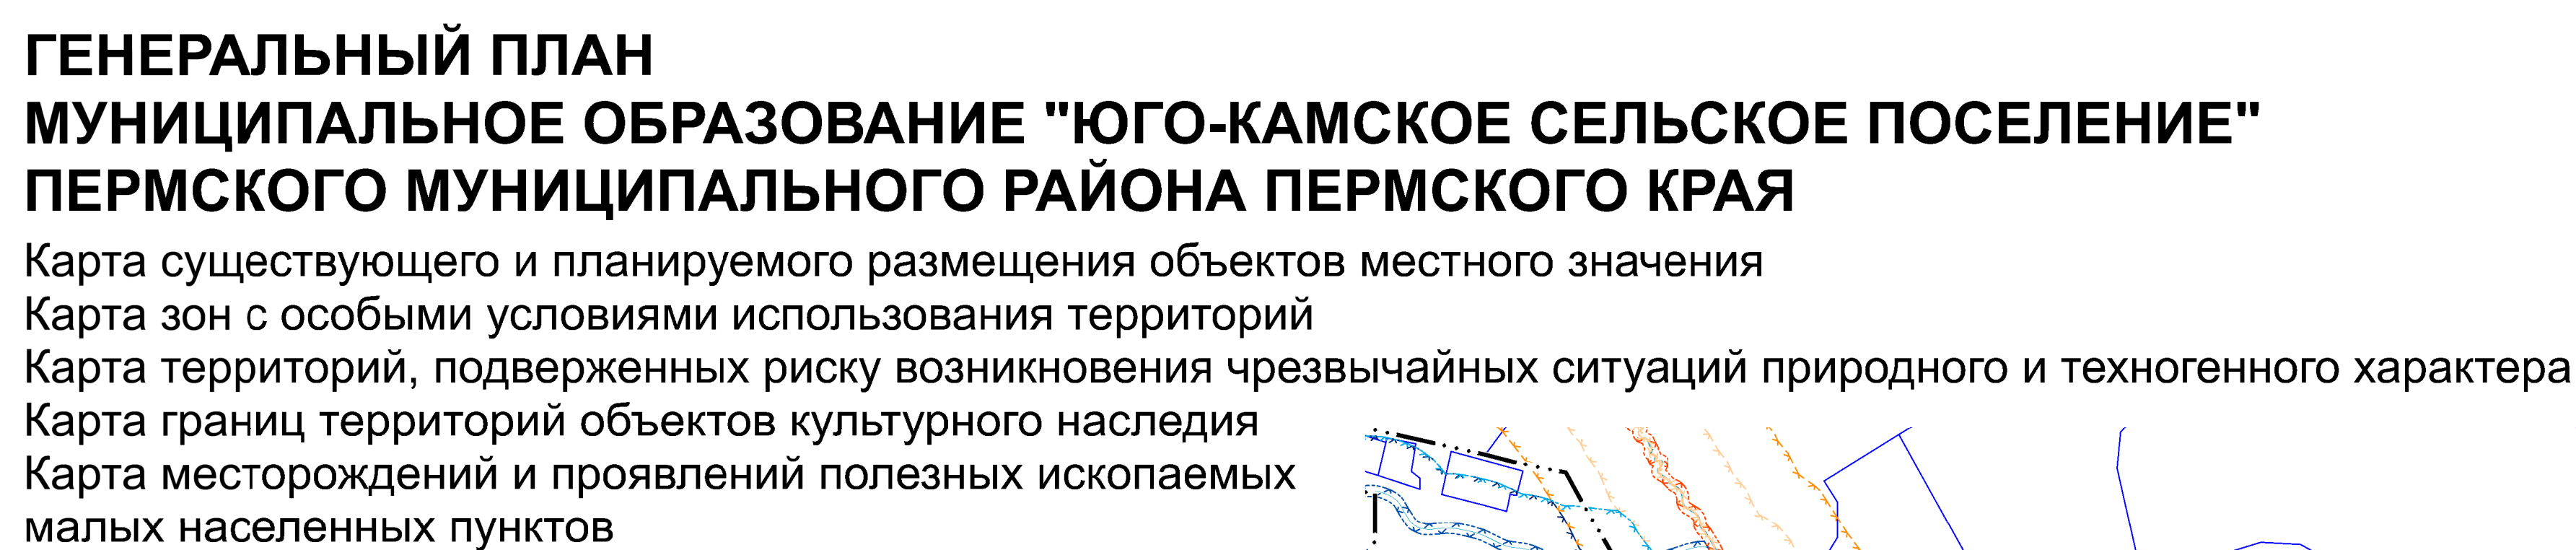 ГЕНЕРАЛЬНЫЙ ПЛАН
МУНИЦИПАЛЬНОЕ ОБРАЗОВАНИЕ "ЮГО-КАМСКОЕ СЕЛЬСКОЕ ПОСЕЛЕНИЕ"
ПЕРМСКОГО МУНИЦИПАЛЬНОГО РАЙОНА ПЕРМСКОГО КРАЯ
Карта существующего и планируемого размещения объектов местного значения
Карта зон с особыми условиями использования территорий
Карта территорий, подверженных риску возникновения чрезвычайных ситуаций природного и техногенного характера
Карта границ территорий объектов культурного наследия
Карта месторождений и проявлений полезных ископаемых
малых населенных пунктов